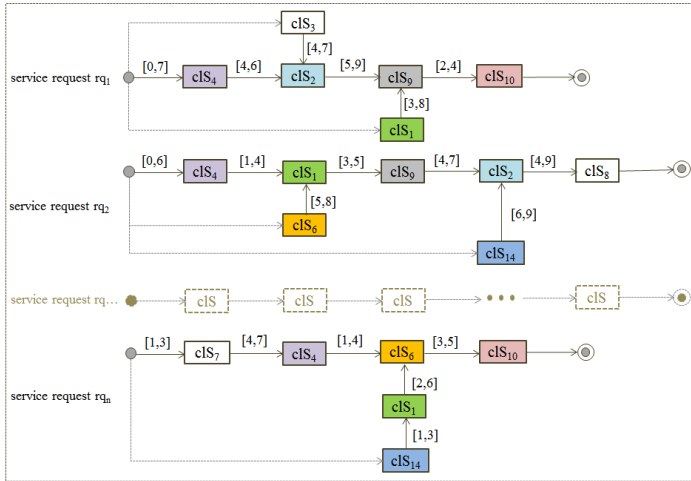 clS₃
[4,7]
service request rq₁ [0,7] clS₄ [4,6] clS₂ [5,9] clS₉ [2,4] clS₁₀
[3,8]
clS₁
service request rq₂ [0,6] clS₄ [1,4] clS₁ [3,5] clS₉ [4,7] clS₂ [4,9] clS₈
[5,8]
clS₆
[6,9]
clS₁₄
service request rq... clS clS clS • • • clS
[1,3] clS₇ [4,7] clS₄ [1,4] clS₆ [3,5] clS₁₀
[2,6]
service request rqₙ clS₁
[1,3]
clS₁₄